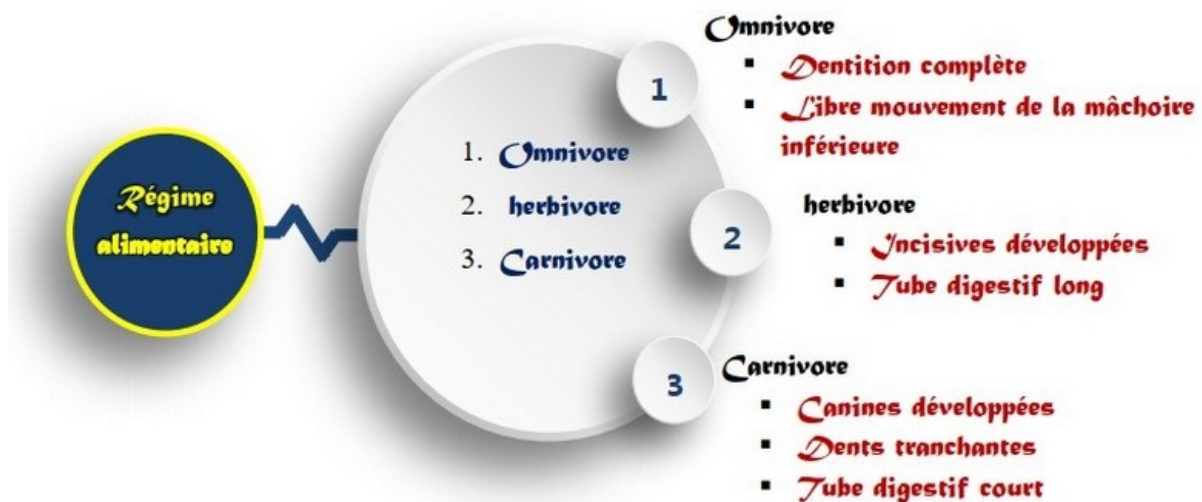 Régime
alimentaire
1. Omnivore
2. herbivore
3. Carnivore
1
Omnivore
▪ Dentition complète
▪ Libre mouvement de la mâchoire
inférieure
2
herbivore
▪ Incisives développées
▪ Tube digestif long
3
Carnivore
▪ Canines développées
▪ Dents tranchantes
▪ Tube digestif court